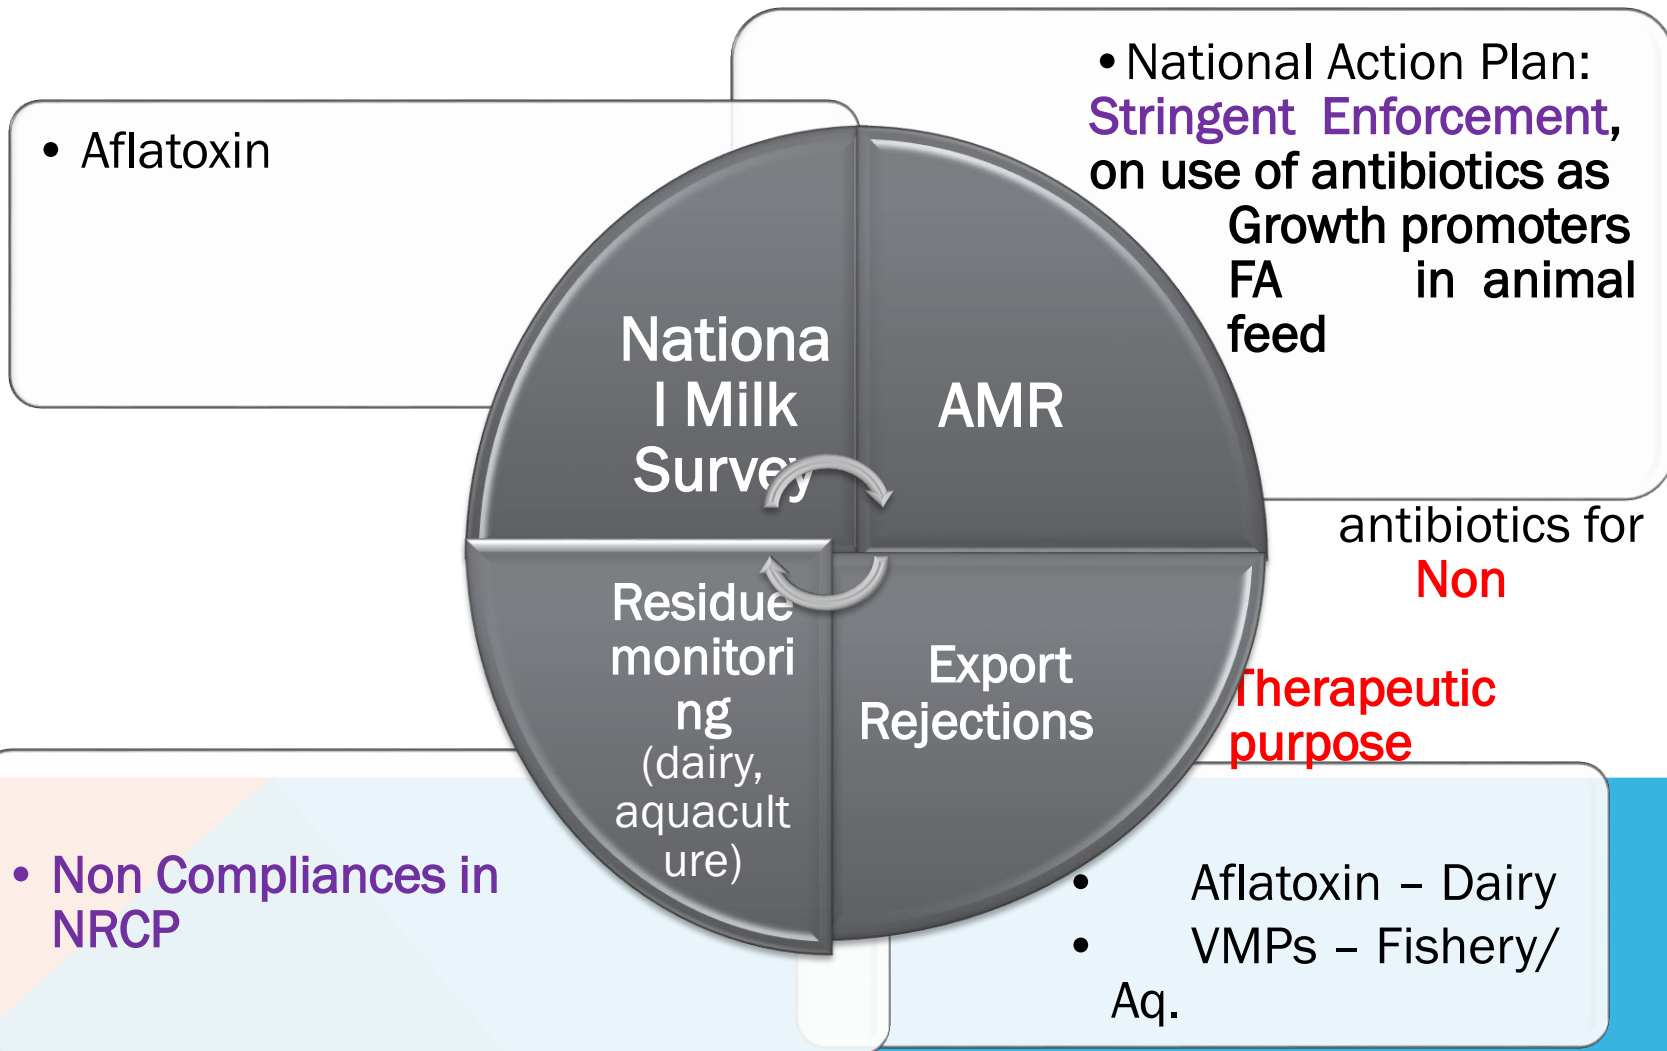 • Aflatoxin
• National Action Plan:
Stringent Enforcement,
on use of antibiotics as
Growth promoters
FA in animal
feed
antibiotics for
Non
Therapeutic
purpose
Nationa
l Milk
Survey
AMR
Residue
monitori
ng
(dairy,
aquacult
ure)
Export
Rejections
• Non Compliances in
NRCP
• Aflatoxin – Dairy
• VMPs – Fishery/
Aq.